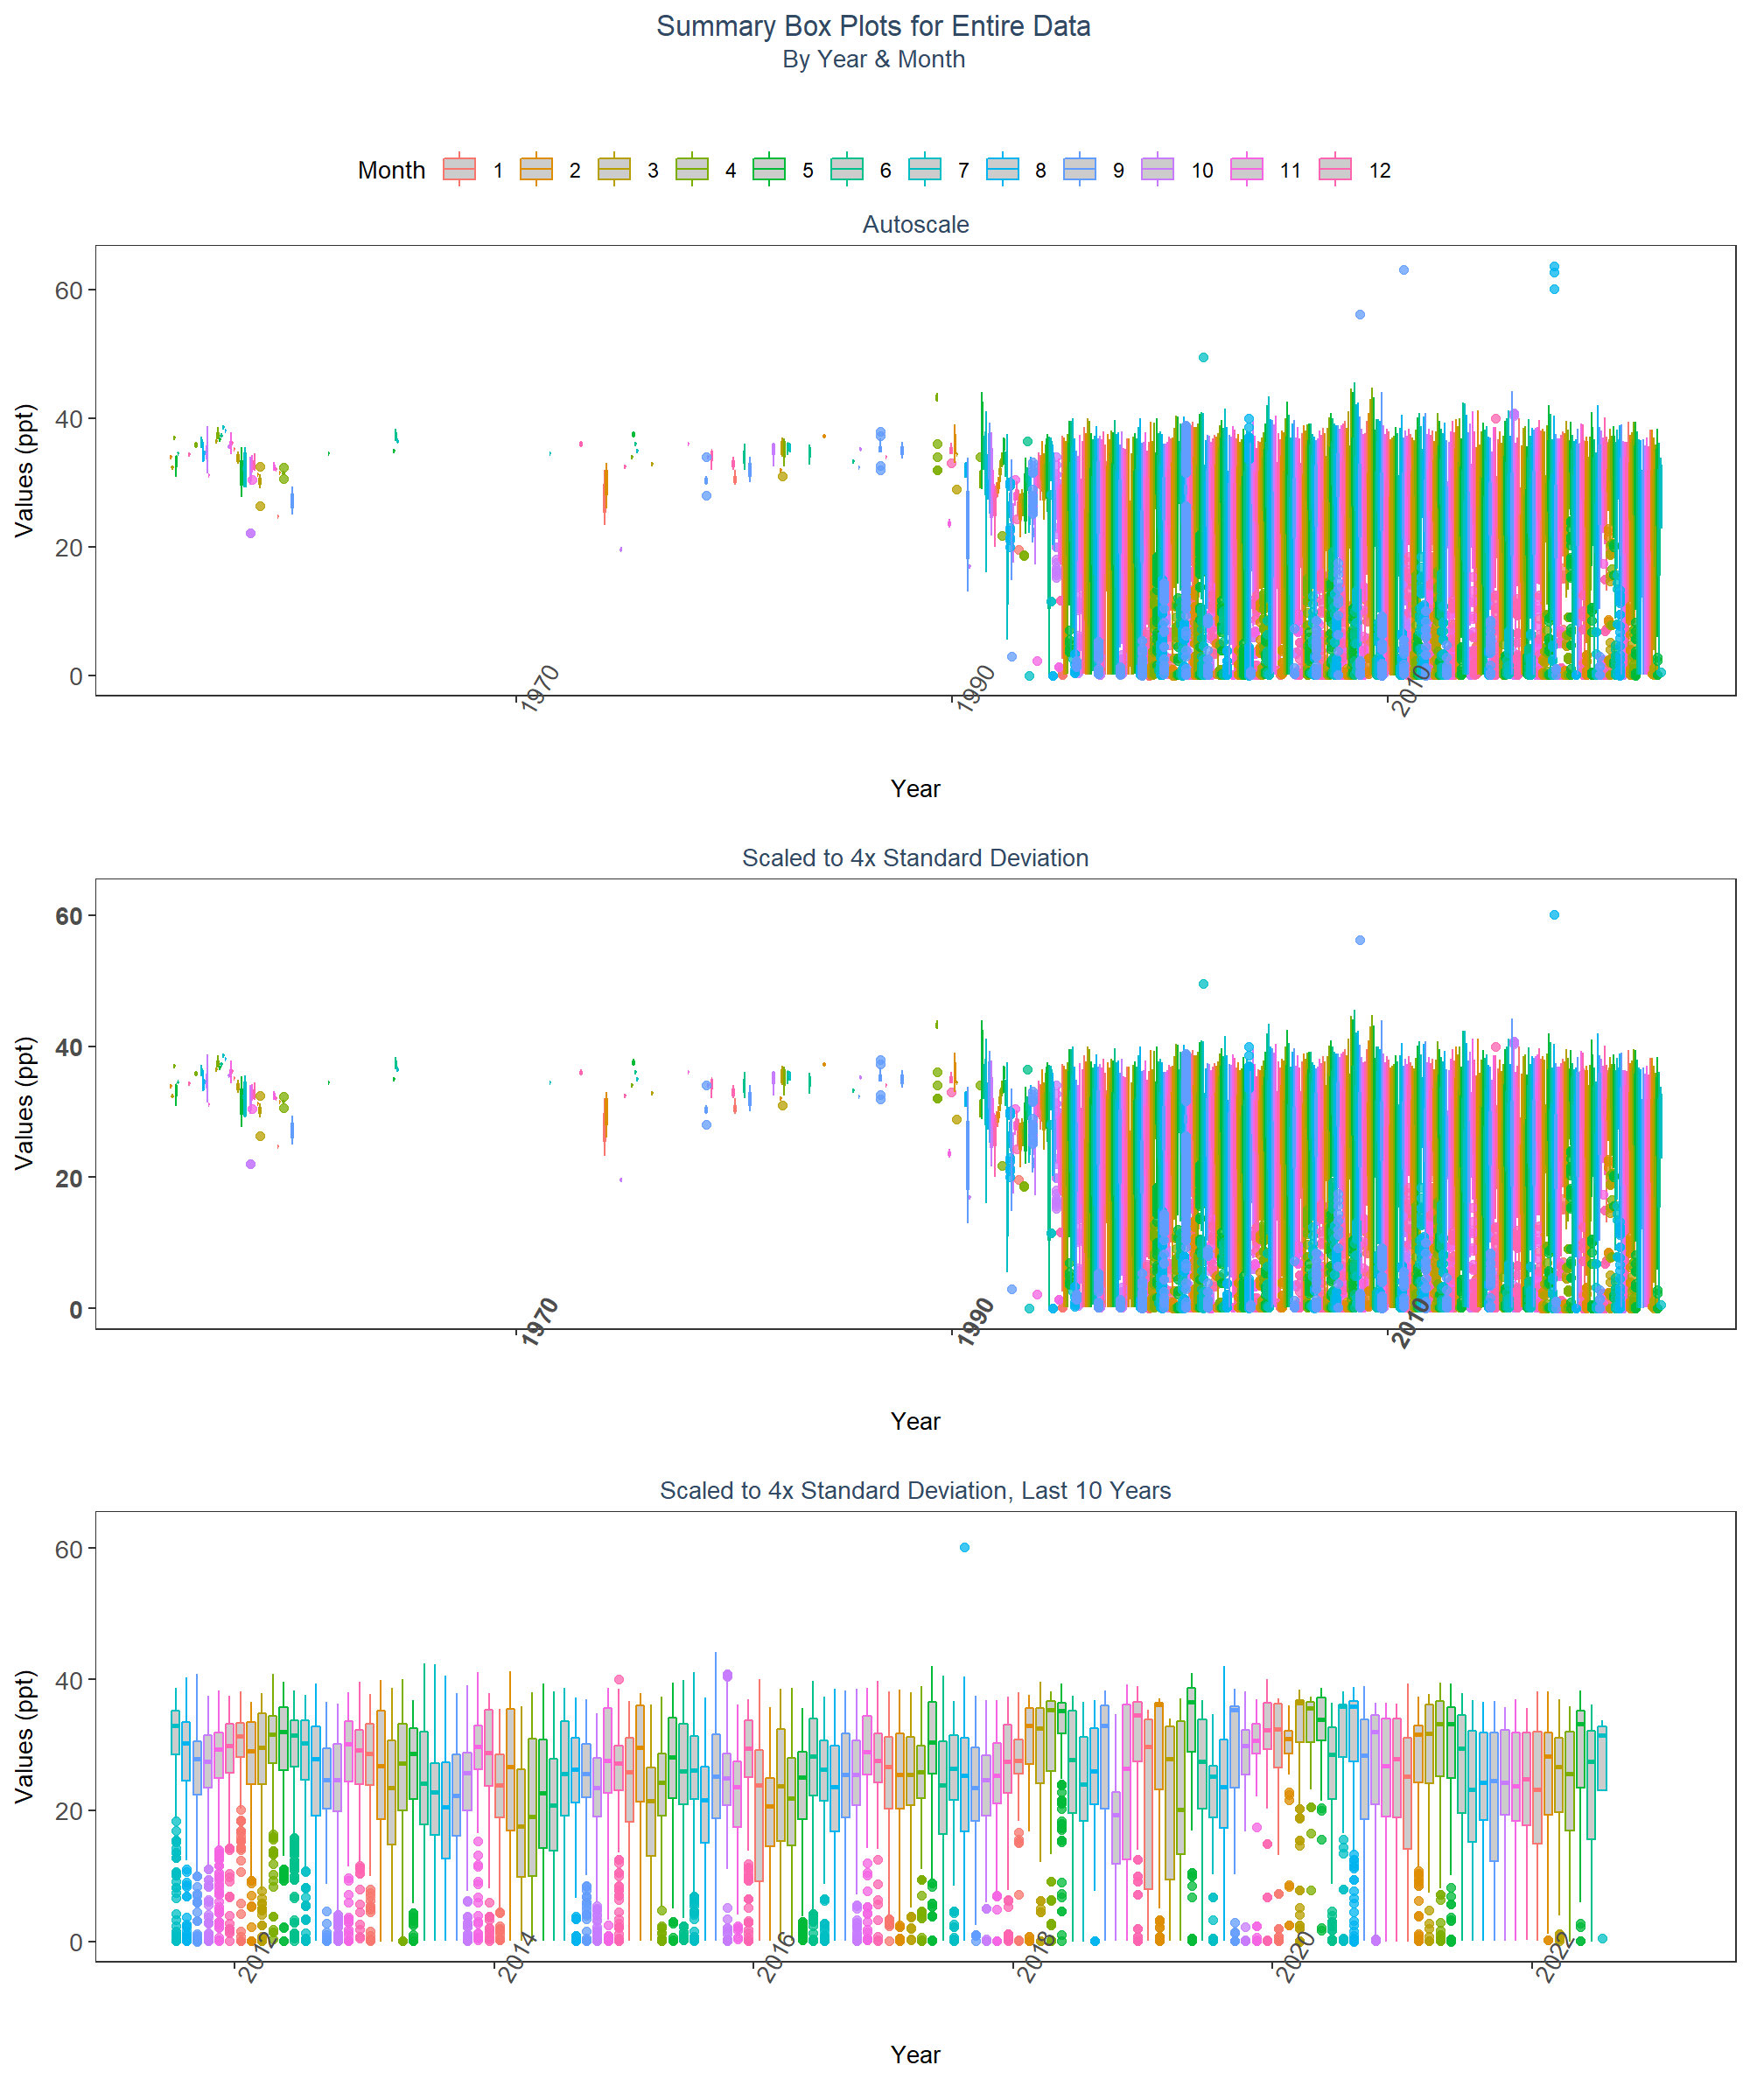 Summary Box Plots for Entire Data
By Year & Month
Month 1 2 3 4 5 6 7 8 9 10 11 12
Autoscale
Values (ppt)
60
40
20
0
1970 1990 2010
Year
Scaled to 4x Standard Deviation
Values (ppt)
60
40
20
0
1970 1990 2010
Year
Scaled to 4x Standard Deviation, Last 10 Years
Values (ppt)
60
40
20
0
2012 2014 2016 2018 2020 2022
Year